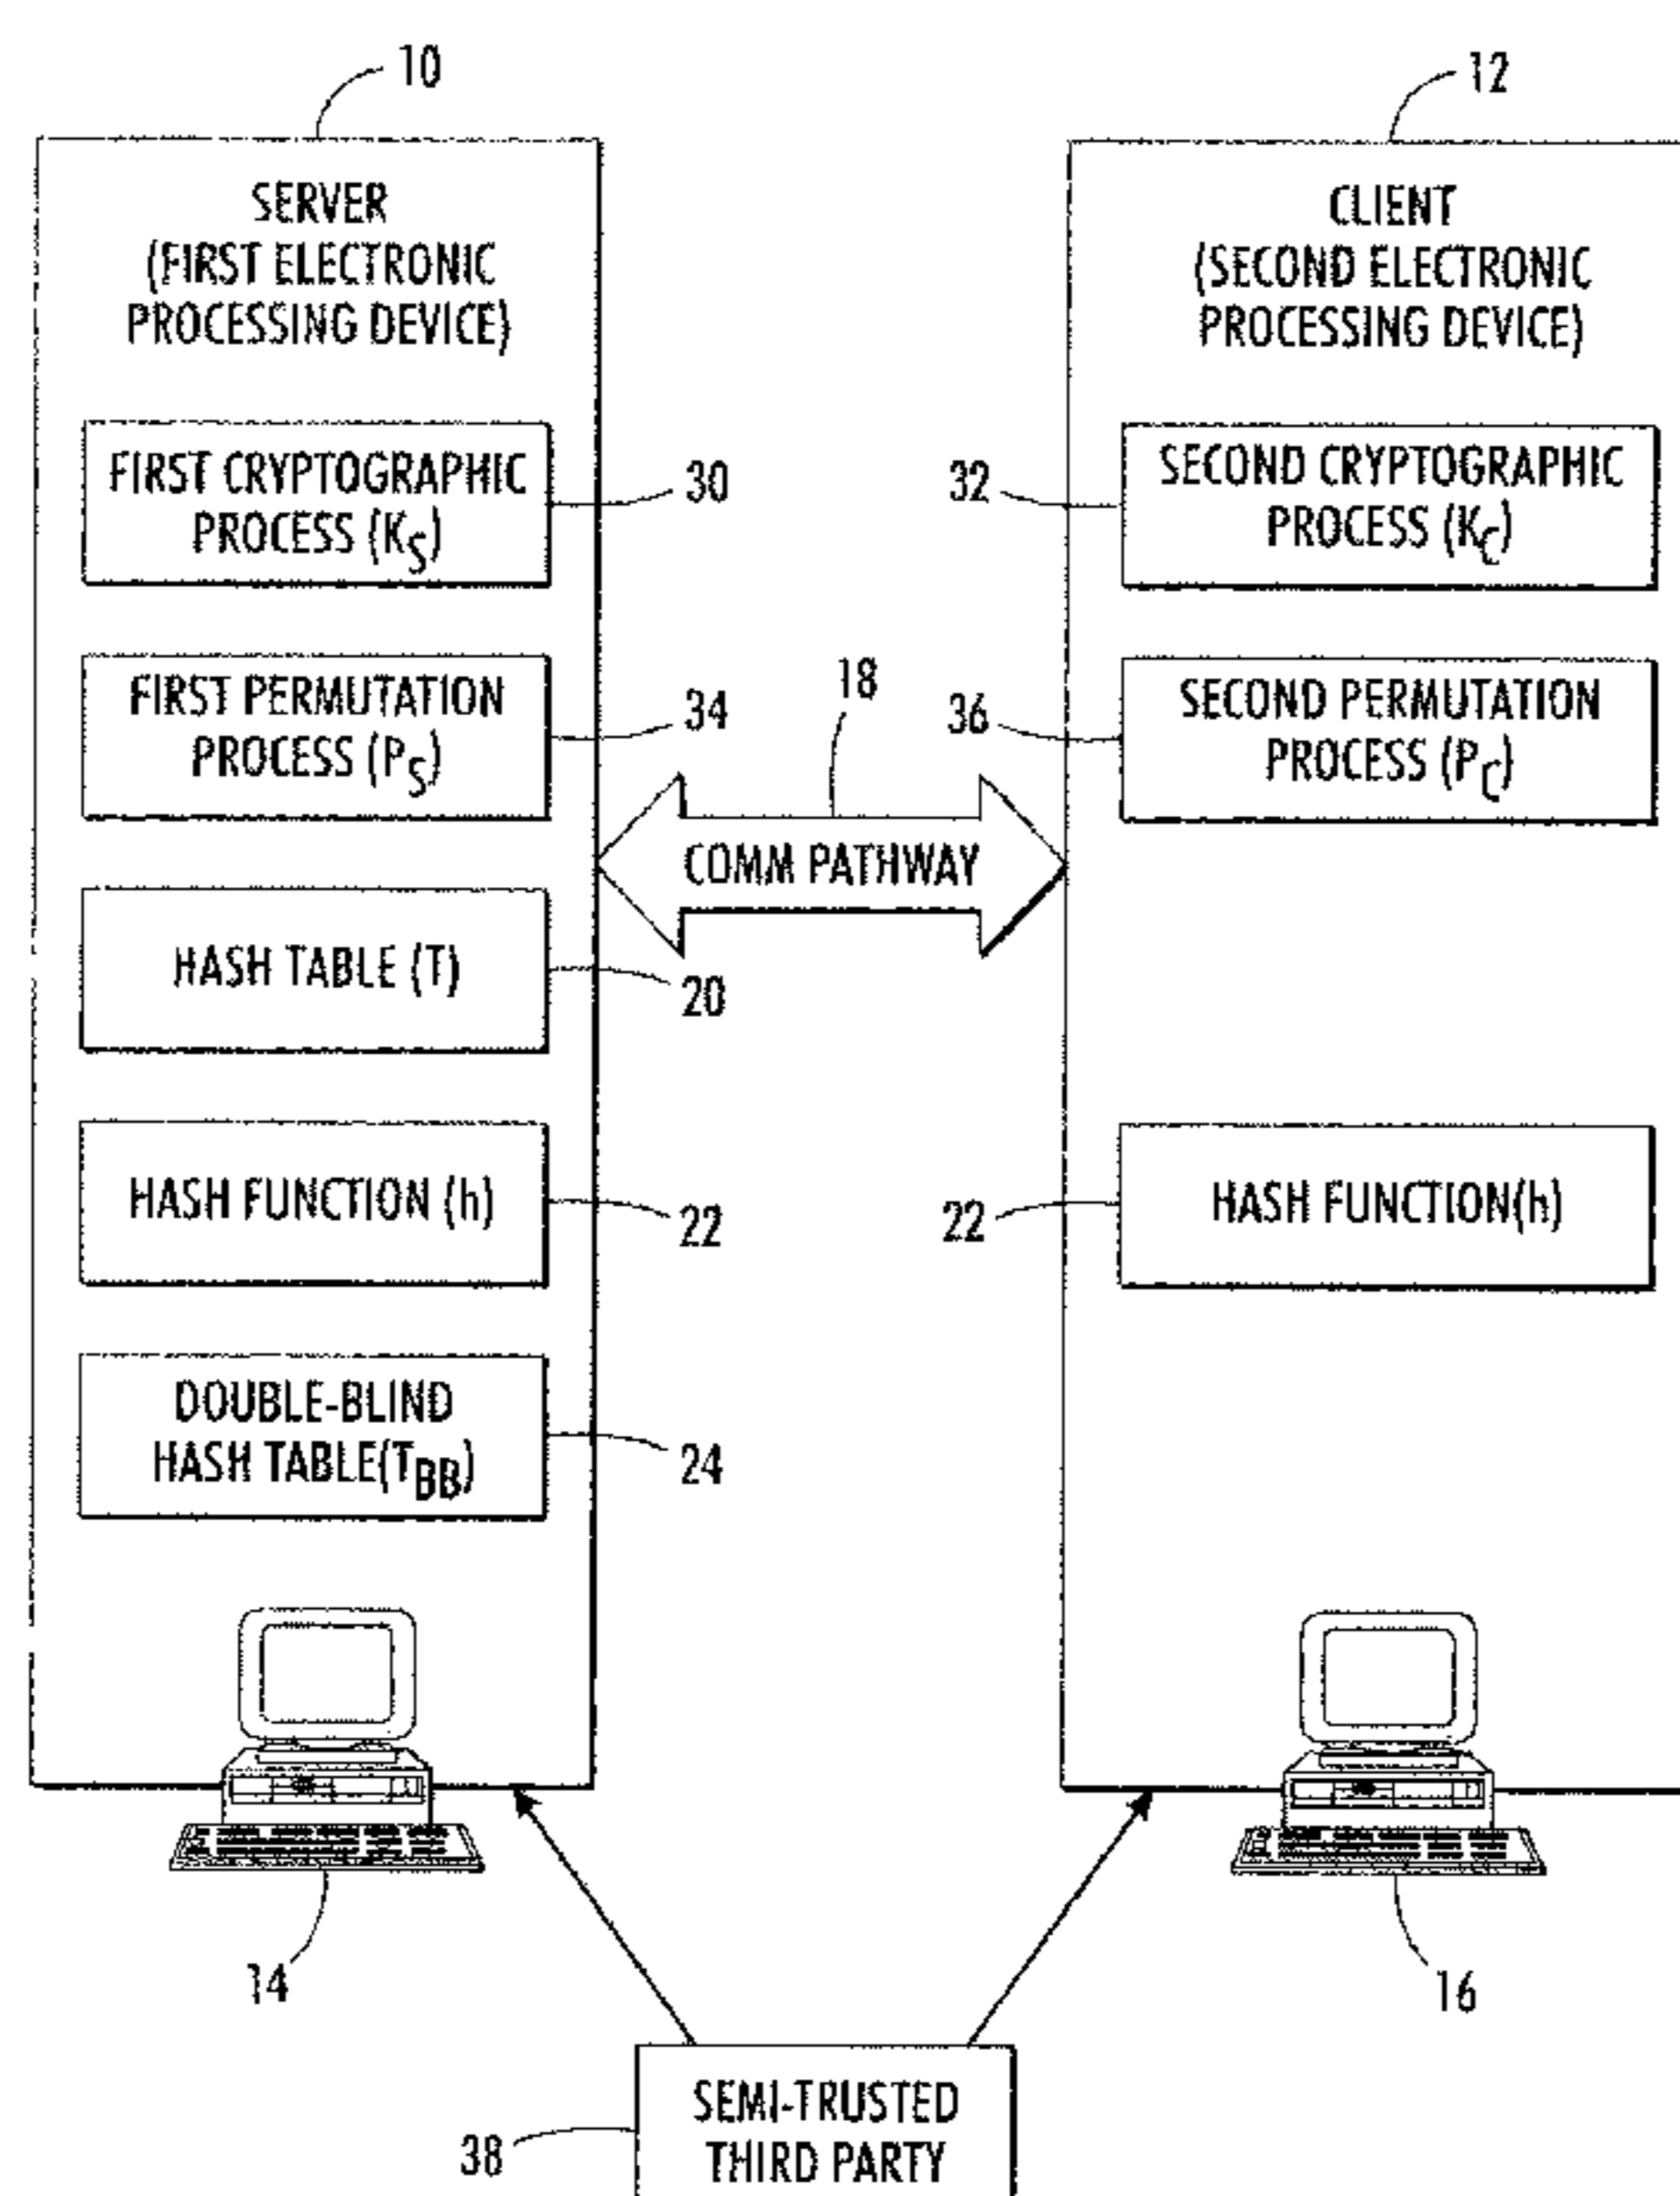 10
12
SERVER
(FIRST ELECTRONIC
PROCESSING DEVICE)
CLIENT
(SECOND ELECTRONIC
PROCESSING DEVICE)
FIRST CRYPTOGRAPHIC
PROCESS (KS)
30
32
SECOND CRYPTOGRAPHIC
PROCESS (KC)
FIRST PERMUTATION
PROCESS (PS)
34
18
36
SECOND PERMUTATION
PROCESS (PC)
COMM PATHWAY
HASH TABLE (T)
20
HASH FUNCTION (h)
22
22
HASH FUNCTION(h)
DOUBLE-BLIND
HASH TABLE(TBB)
24
14
16
38
SEMI-TRUSTED
THIRD PARTY